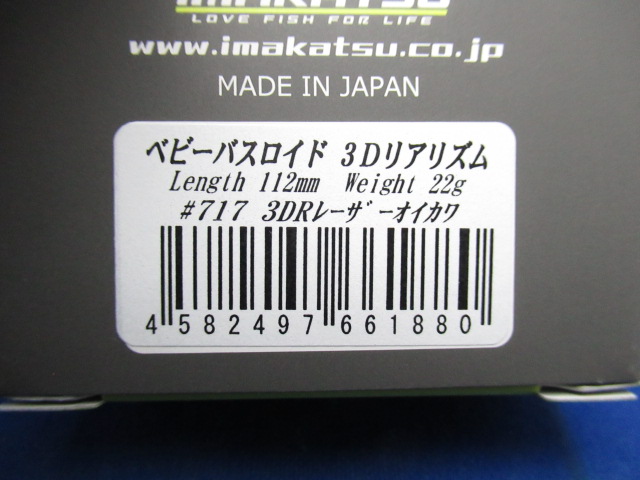 imakatsu
LOVE FISH FOR LIFE
www.imakatsu.co.jp
MADE IN JAPAN
ベビーバスロイド 3Dリアリズム
Length 112mm Weight 22g
#717 3DRレーザーオイカワ
4 582497 661880